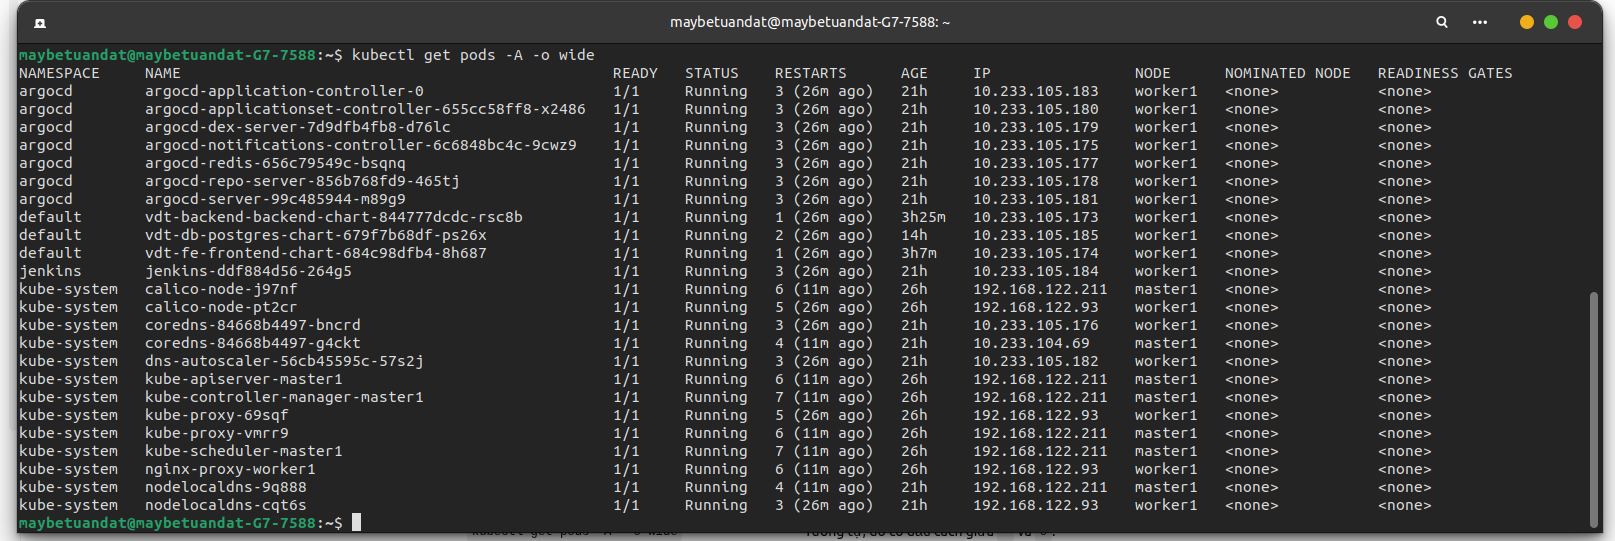 maybetuandat@maybetuandat-G7-7588: ~
maybetuandat@maybetuandat-G7-7588:~$ kubectl get pods -A -o wide
NAMESPACE NAME READY STATUS RESTARTS AGE IP NODE NOMINATED NODE READINESS GATES
argocd argocd-application-controller-0 1/1 Running 3 (26m ago) 21h 10.233.105.183 worker1 <none> <none>
argocd argocd-applicationset-controller-655cc58ff8-x2486 1/1 Running 3 (26m ago) 21h 10.233.105.180 worker1 <none> <none>
argocd argocd-dex-server-7d9dfb4fb8-d76lc 1/1 Running 3 (26m ago) 21h 10.233.105.179 worker1 <none> <none>
argocd argocd-notifications-controller-6c6848bc4c-9cwz9 1/1 Running 3 (26m ago) 21h 10.233.105.175 worker1 <none> <none>
argocd argocd-redis-656c79549c-bsqnq 1/1 Running 3 (26m ago) 21h 10.233.105.177 worker1 <none> <none>
argocd argocd-repo-server-856b768fd9-465tj 1/1 Running 3 (26m ago) 21h 10.233.105.178 worker1 <none> <none>
argocd argocd-server-99c485944-m89g9 1/1 Running 3 (26m ago) 21h 10.233.105.181 worker1 <none> <none>
default vdt-backend-backend-chart-844777dcdc-rsc8b 1/1 Running 1 (26m ago) 3h25m 10.233.105.173 worker1 <none> <none>
default vdt-db-postgres-chart-679f7b68df-ps26x 1/1 Running 2 (26m ago) 14h 10.233.105.185 worker1 <none> <none>
default vdt-fe-frontend-chart-684c98dfb4-8h687 1/1 Running 1 (26m ago) 3h7m 10.233.105.174 worker1 <none> <none>
jenkins jenkins-ddf884d56-264g5 1/1 Running 3 (26m ago) 21h 10.233.105.184 worker1 <none> <none>
kube-system calico-node-j97nf 1/1 Running 6 (11m ago) 26h 192.168.122.211 master1 <none> <none>
kube-system calico-node-pt2cr 1/1 Running 5 (26m ago) 26h 192.168.122.93 worker1 <none> <none>
kube-system coredns-84668b4497-bncrd 1/1 Running 3 (26m ago) 21h 10.233.105.176 worker1 <none> <none>
kube-system coredns-84668b4497-g4ckt 1/1 Running 4 (11m ago) 21h 10.233.104.69 master1 <none> <none>
kube-system dns-autoscaler-56cb45595c-57s2j 1/1 Running 3 (26m ago) 21h 10.233.105.182 worker1 <none> <none>
kube-system kube-apiserver-master1 1/1 Running 6 (11m ago) 26h 192.168.122.211 master1 <none> <none>
kube-system kube-controller-manager-master1 1/1 Running 7 (11m ago) 26h 192.168.122.211 master1 <none> <none>
kube-system kube-proxy-69sqf 1/1 Running 5 (26m ago) 26h 192.168.122.93 worker1 <none> <none>
kube-system kube-proxy-vmrr9 1/1 Running 6 (11m ago) 26h 192.168.122.211 master1 <none> <none>
kube-system kube-scheduler-master1 1/1 Running 7 (11m ago) 26h 192.168.122.211 master1 <none> <none>
kube-system nginx-proxy-worker1 1/1 Running 6 (26m ago) 26h 192.168.122.93 worker1 <none> <none>
kube-system nodelocaldns-9q888 1/1 Running 4 (11m ago) 21h 192.168.122.211 master1 <none> <none>
kube-system nodelocaldns-cqt6s 1/1 Running 3 (26m ago) 21h 192.168.122.93 worker1 <none> <none>
maybetuandat@maybetuandat-G7-7588:~$